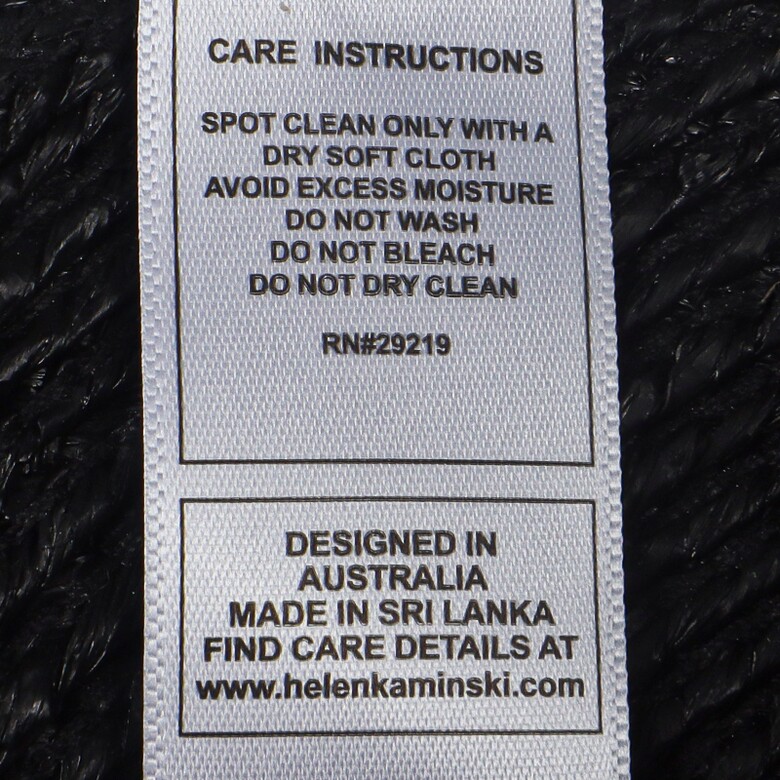 CARE INSTRUCTIONS
SPOT CLEAN ONLY WITH A
DRY SOFT CLOTH
AVOID EXCESS MOISTURE
DO NOT WASH
DO NOT BLEACH
DO NOT DRY CLEAN
RN#29219
DESIGNED IN
AUSTRALIA
MADE IN SRI LANKA
FIND CARE DETAILS AT
www.helenkaminski.com